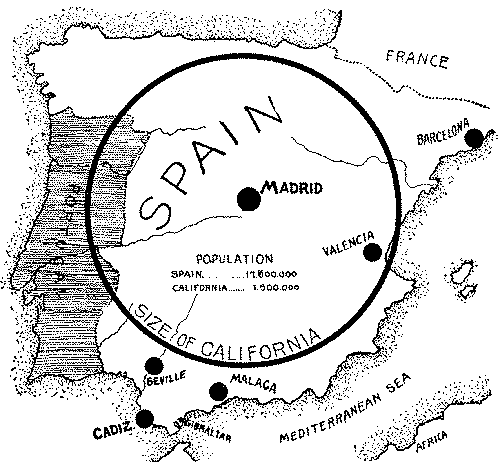 FRANCE
SPAIN
BARCELONA
MADRID
PORTUGAL
VALENCIA
POPULATION
SPAIN........17,600,000
CALIFORNIA...... 1,500,000
SIZE OF CALIFORNIA
SEVILLE
MALAGA
CADIZ
GIBRALTAR
MEDITERRANEAN SEA
AFRICA